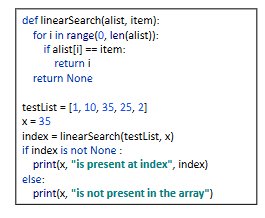 def linearSearch(alist, item):
    for i in range(0, len(alist)):
        if alist[i] == item:
            return i
    return None

testList = [1, 10, 35, 25, 2]
x = 35
index = linearSearch(testList, x)
if index is not None :
    print(x, "is present at index", index)
else:
    print(x, "is not present in the array")